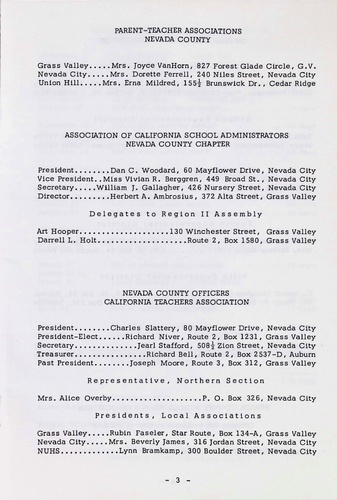 PARENT-TEACHER ASSOCIATIONS
NEVADA COUNTY
Grass Valley.....Mrs. Joyce VanHorn, 827 Forest Glade Circle, G.V.
Nevada City.....Mrs. Dorette Ferrell, 240 Niles Street, Nevada City
Union Hill.....Mrs. Erna Mildred, 155½ Brunswick Dr., Cedar Ridge
ASSOCIATION OF CALIFORNIA SCHOOL ADMINISTRATORS
NEVADA COUNTY CHAPTER
President........Dan C. Woodard, 60 Mayflower Drive, Nevada City
Vice President..Miss Vivian R. Berggren, 449 Broad St., Nevada City
Secretary.....William J. Gallagher, 426 Nursery Street, Nevada City
Director.........Herbert A. Ambrosius, 372 Alta Street, Grass Valley
Delegates to Region II Assembly
Art Hooper....................130 Winchester Street, Grass Valley
Darrell L. Holt....................Route 2, Box 1580, Grass Valley
NEVADA COUNTY OFFICERS
CALIFORNIA TEACHERS ASSOCIATION
President........Charles Slattery, 80 Mayflower Drive, Nevada City
President-Elect......Richard Niver, Route 2, Box 1231, Grass Valley
Secretary..............Jearl Stafford, 508½ Zion Street, Nevada City
Treasurer................Richard Bell, Route 2, Box 2537-D, Auburn
Past President........Joseph Moore, Route 3, Box 312, Grass Valley
Representative, Northern Section
Mrs. Alice Overby....................P. O. Box 326, Nevada City
Presidents, Local Associations
Grass Valley.....Rubin Faseler, Star Route, Box 134-A, Grass Valley
Nevada City.....Mrs. Beverly James, 316 Jordan Street, Nevada City
NUHS.............Lynn Bramkamp, 300 Boulder Street, Nevada City
- 3 -